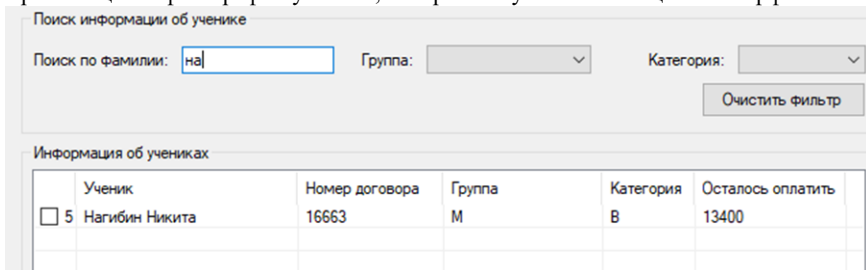 Поиск информации об ученике
Поиск по фамилии: на Группа: Категория:
Очистить фильтр
Информация об учениках
Ученик Номер договора Группа Категория Осталось оплатить
5 Нагибин Никита 16663 М В 13400